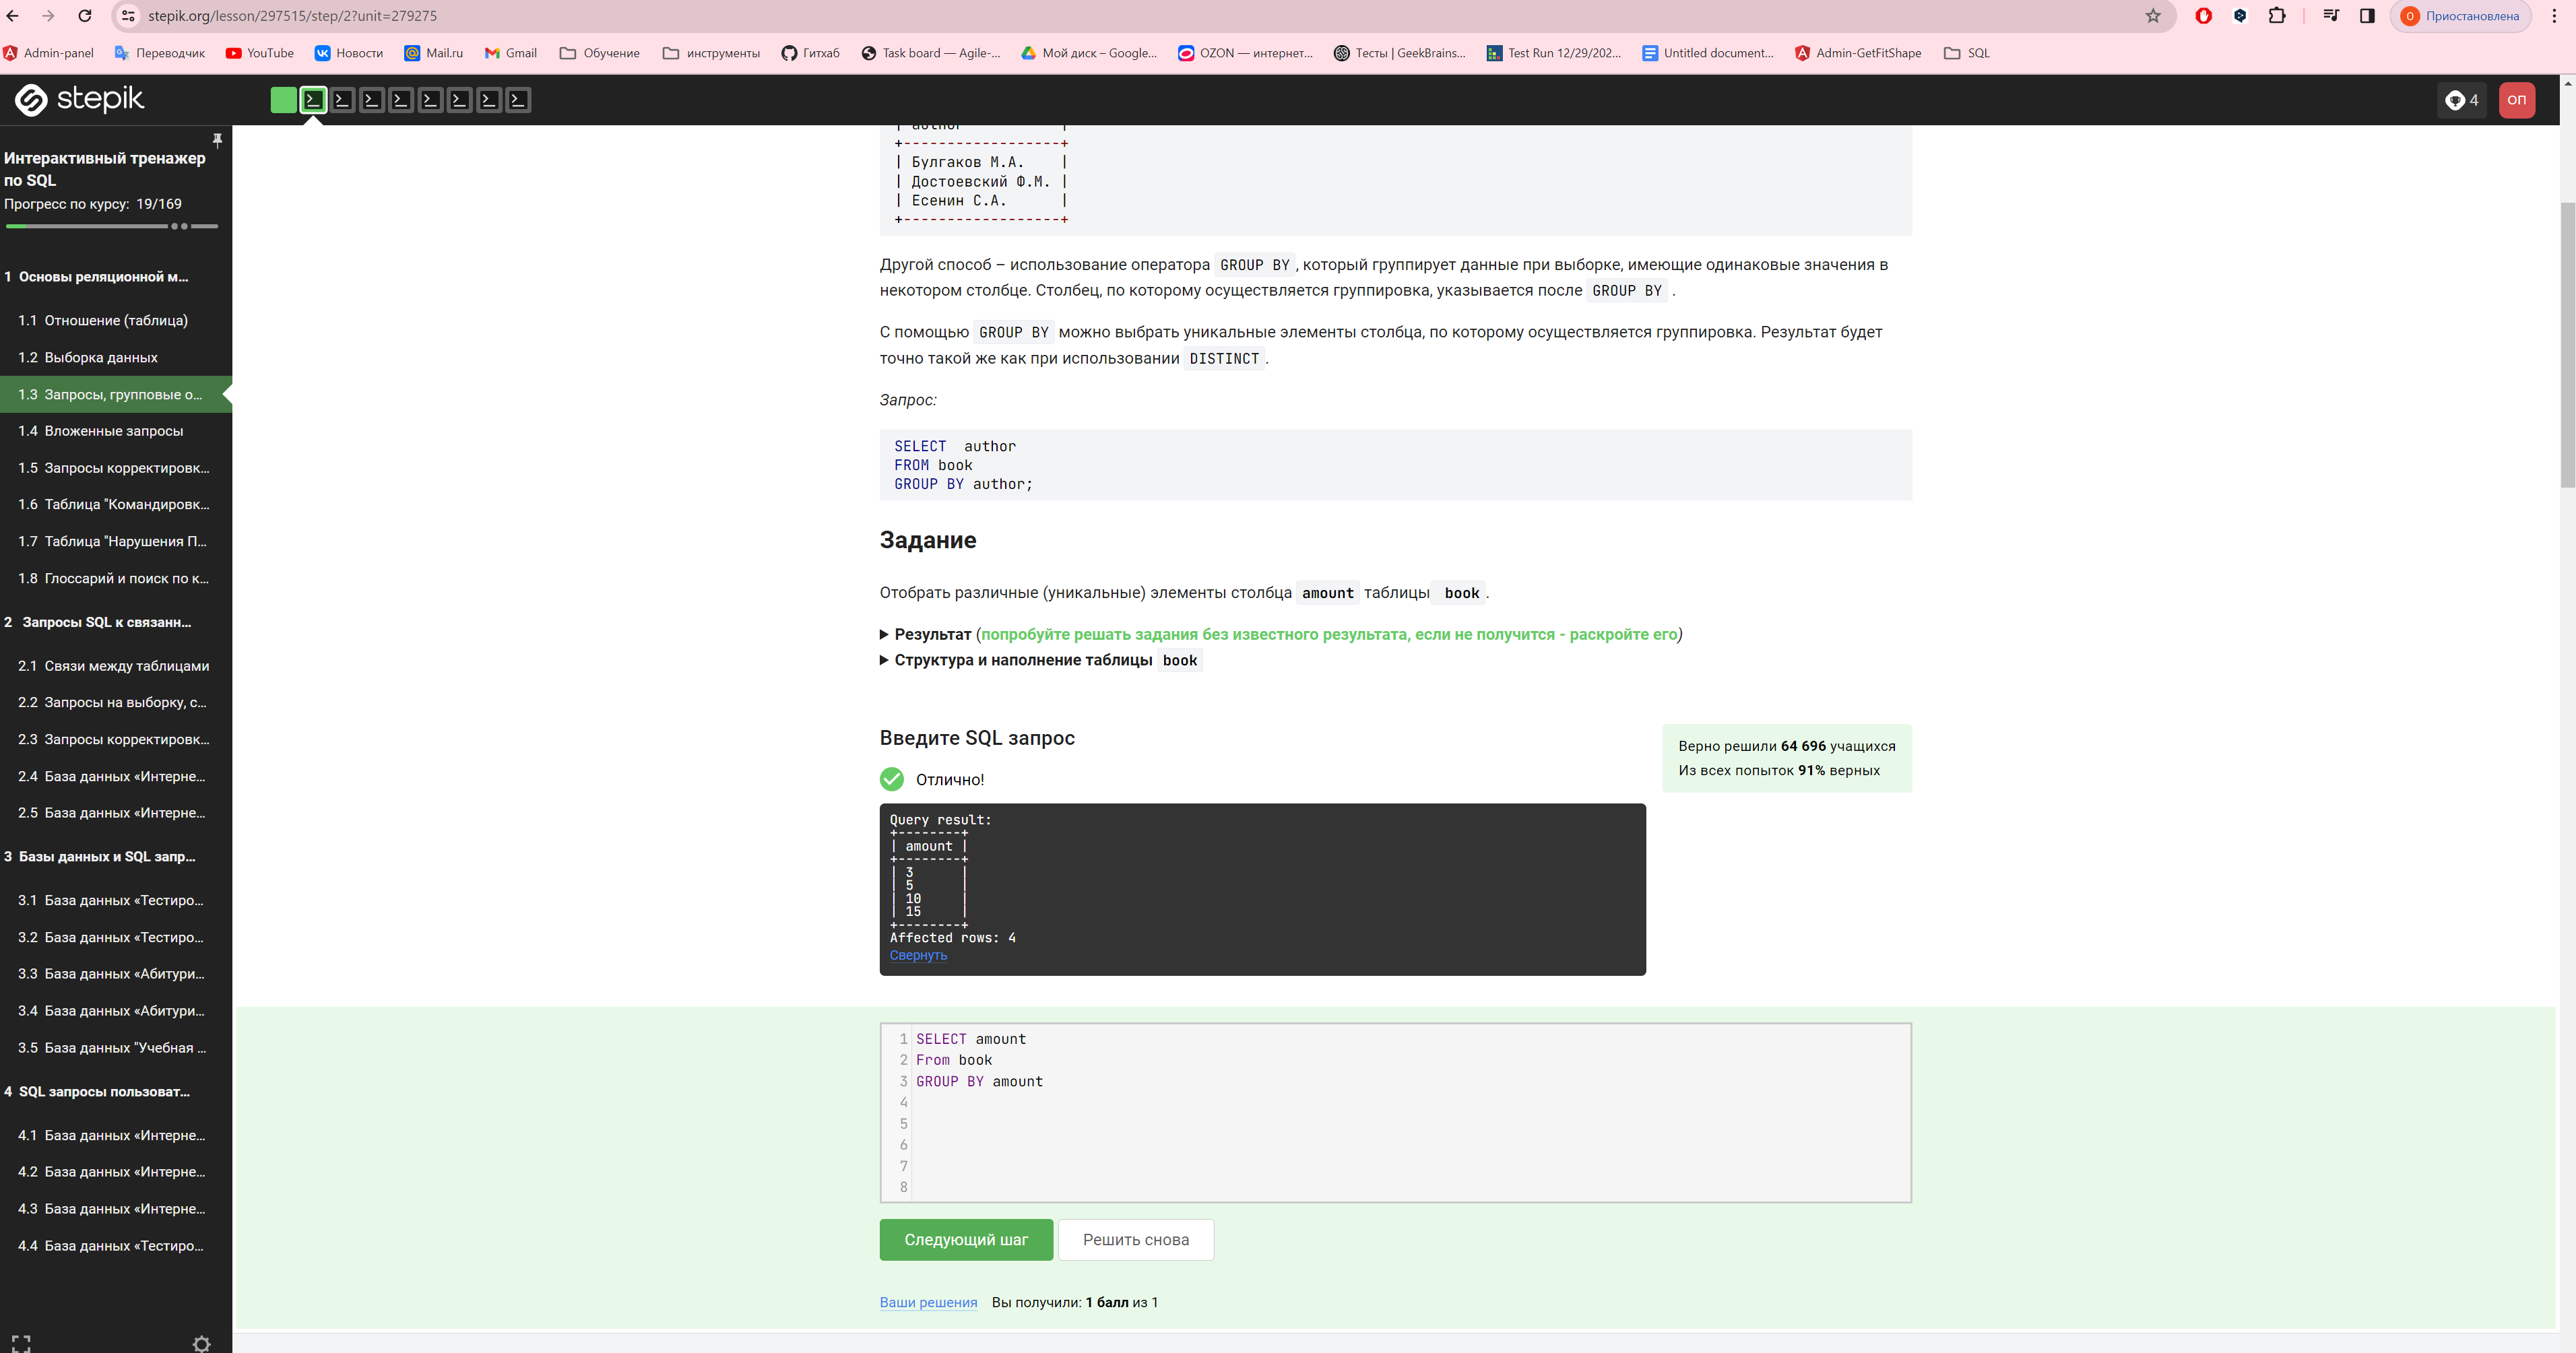 stepik.org/lesson/297515/step/2?unit=279275
О Приостановлена
Admin-panel Переводчик YouTube Новости Mail.ru Gmail Обучение инструменты Гитхаб Task board — Agile-... Мой диск – Google... OZON — интернет... Тесты | GeekBrains... Test Run 12/29/202... Untitled document... Admin-GetFitShape SQL
stepik
4 ОП
Интерактивный тренажер
по SQL
Прогресс по курсу: 19/169
1 Основы реляционной м...
1.1 Отношение (таблица)
1.2 Выборка данных
1.3 Запросы, групповые о...
1.4 Вложенные запросы
1.5 Запросы корректировк...
1.6 Таблица "Командировк...
1.7 Таблица "Нарушения П...
1.8 Глоссарий и поиск по к...
2 Запросы SQL к связанн...
2.1 Связи между таблицами
2.2 Запросы на выборку, с...
2.3 Запросы корректировк...
2.4 База данных «Интерне...
2.5 База данных «Интерне...
3 Базы данных и SQL запр...
3.1 База данных «Тестиро...
3.2 База данных «Тестиро...
3.3 База данных «Абитури...
3.4 База данных «Абитури...
3.5 База данных "Учебная ...
4 SQL запросы пользоват...
4.1 База данных «Интерне...
4.2 База данных «Интерне...
4.3 База данных «Интерне...
4.4 База данных «Тестиро...
| author |
+------------------+
| Булгаков М.А. |
| Достоевский Ф.М. |
| Есенин С.А. |
+------------------+
Другой способ – использование оператора GROUP BY, который группирует данные при выборке, имеющие одинаковые значения в
некотором столбце. Столбец, по которому осуществляется группировка, указывается после GROUP BY .
С помощью GROUP BY можно выбрать уникальные элементы столбца, по которому осуществляется группировка. Результат будет
точно такой же как при использовании DISTINCT.
Запрос:
SELECT author
FROM book
GROUP BY author;
Задание
Отобрать различные (уникальные) элементы столбца amount таблицы book.
Результат (попробуйте решать задания без известного результата, если не получится - раскройте его)
Структура и наполнение таблицы book
Введите SQL запрос
Верно решили 64 696 учащихся
Из всех попыток 91% верных
Отлично!
Query result:
+--------+
| amount |
+--------+
| 3 |
| 5 |
| 10 |
| 15 |
+--------+
Affected rows: 4
Свернуть
1 SELECT amount
2 From book
3 GROUP BY amount
4
5
6
7
8
Следующий шаг Решить снова
Ваши решения Вы получили: 1 балл из 1